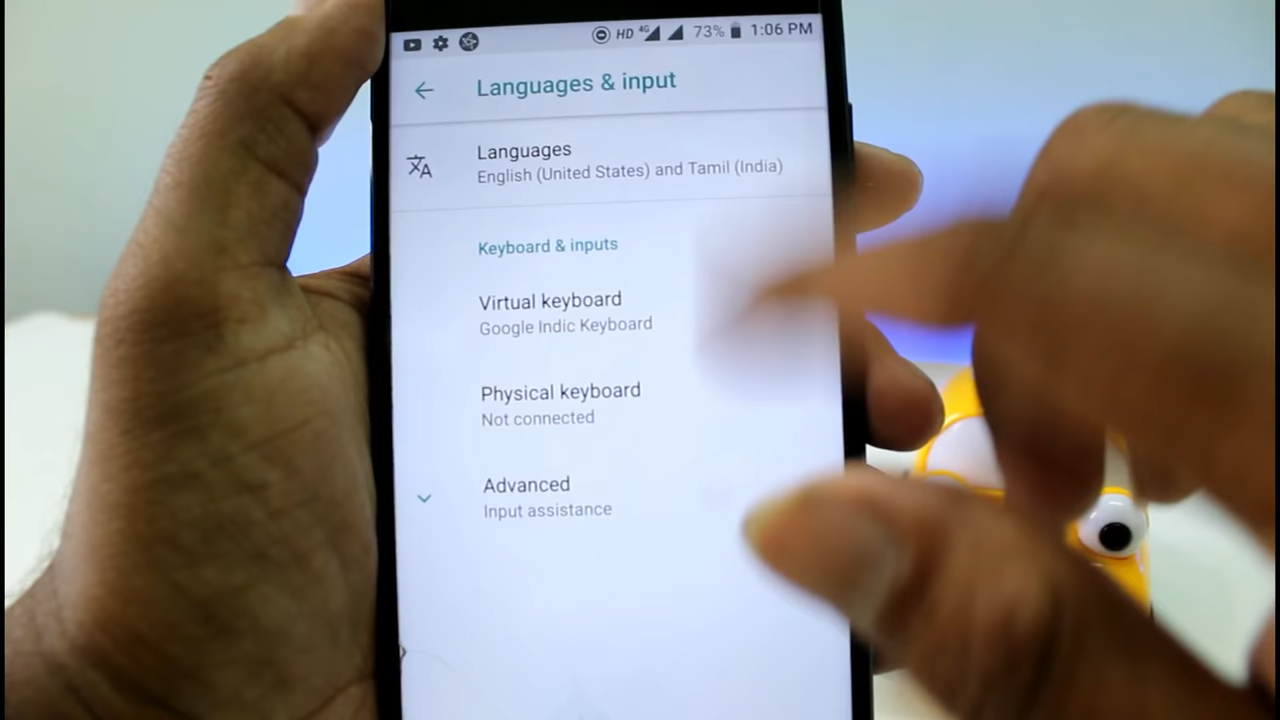 HD 4G 73% 1:06 PM
Languages & input
Languages
English (United States) and Tamil (India)
Keyboard & inputs
Virtual keyboard
Google Indic Keyboard
Physical keyboard
Not connected
Advanced
Input assistance